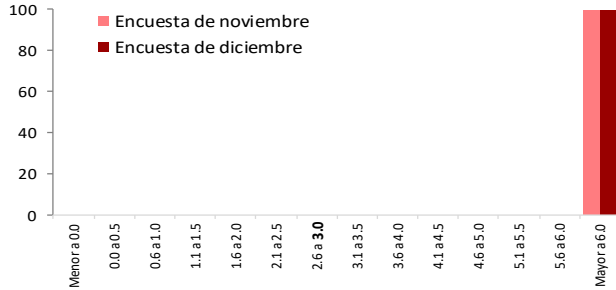 100
80
60
40
20
0
Encuesta de noviembre
Encuesta de diciembre
Menor a 0.0
0.0 a 0.5
0.6 a 1.0
1.1 a 1.5
1.6 a 2.0
2.1 a 2.5
2.6 a 3.0
3.1 a 3.5
3.6 a 4.0
4.1 a 4.5
4.6 a 5.0
5.1 a 5.5
5.6 a 6.0
Mayor a 6.0